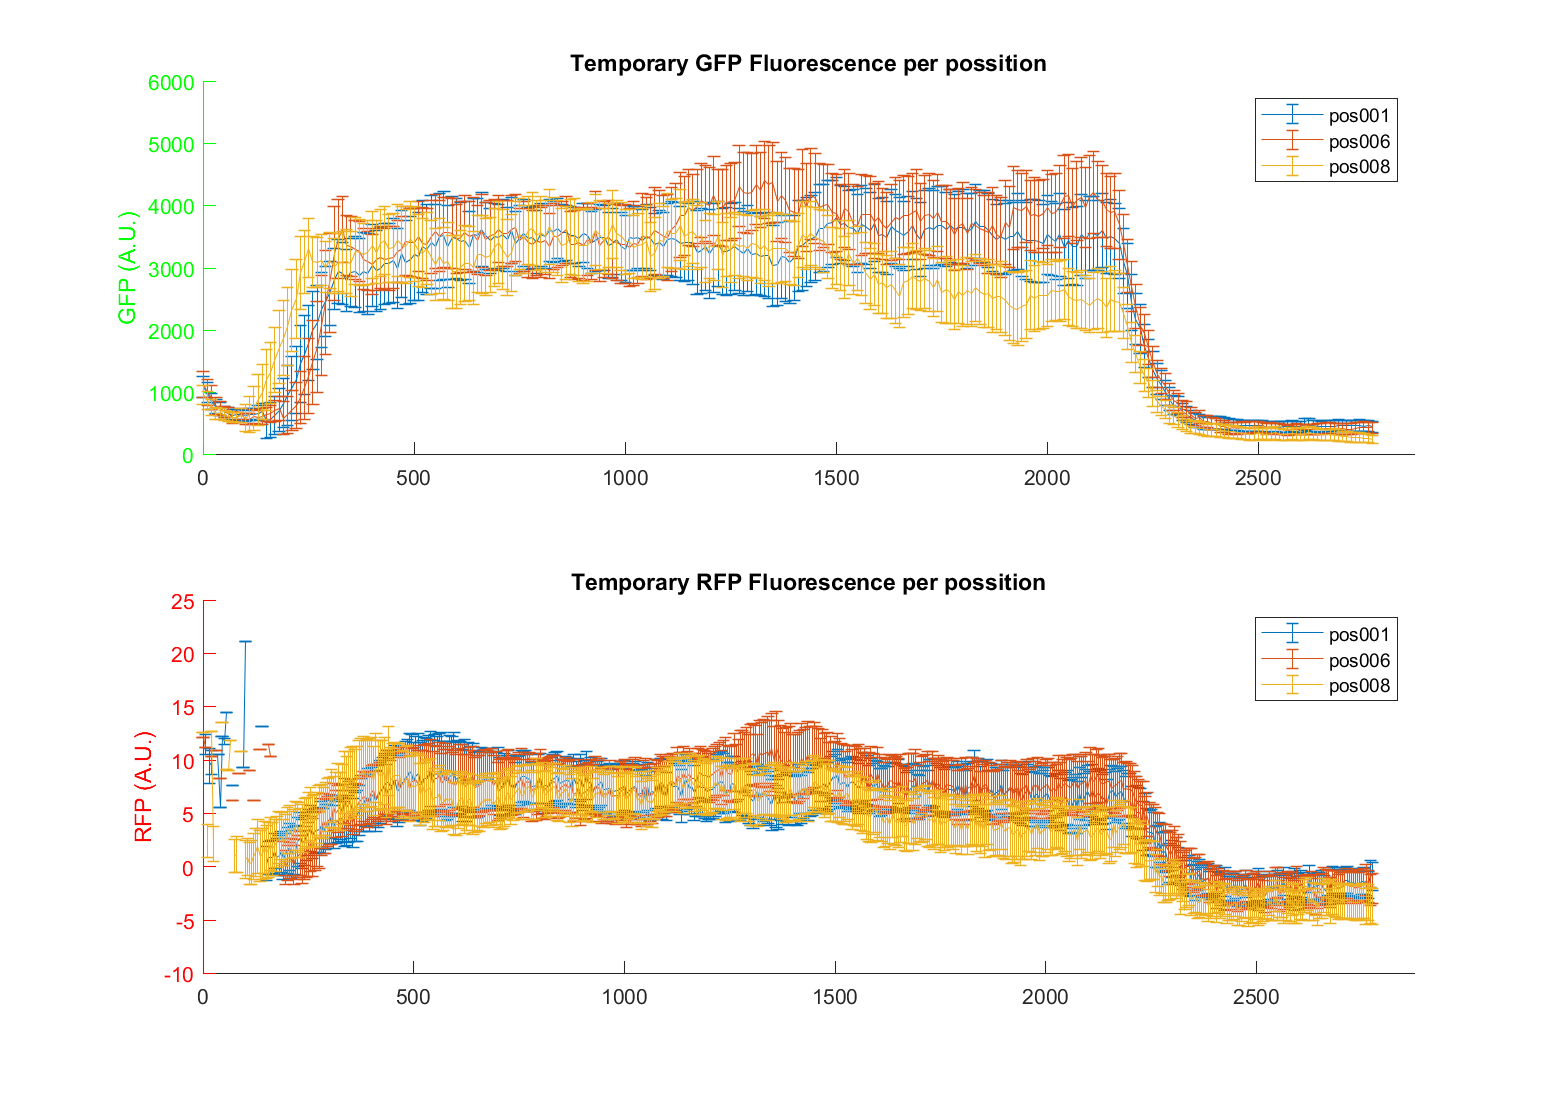 Temporary GFP Fluorescence per possition
GFP (A.U.)
6000
5000
4000
3000
2000
1000
0
0 500 1000 1500 2000 2500
pos001
pos006
pos008
Temporary RFP Fluorescence per possition
RFP (A.U.)
25
20
15
10
5
0
-5
-10
0 500 1000 1500 2000 2500
pos001
pos006
pos008